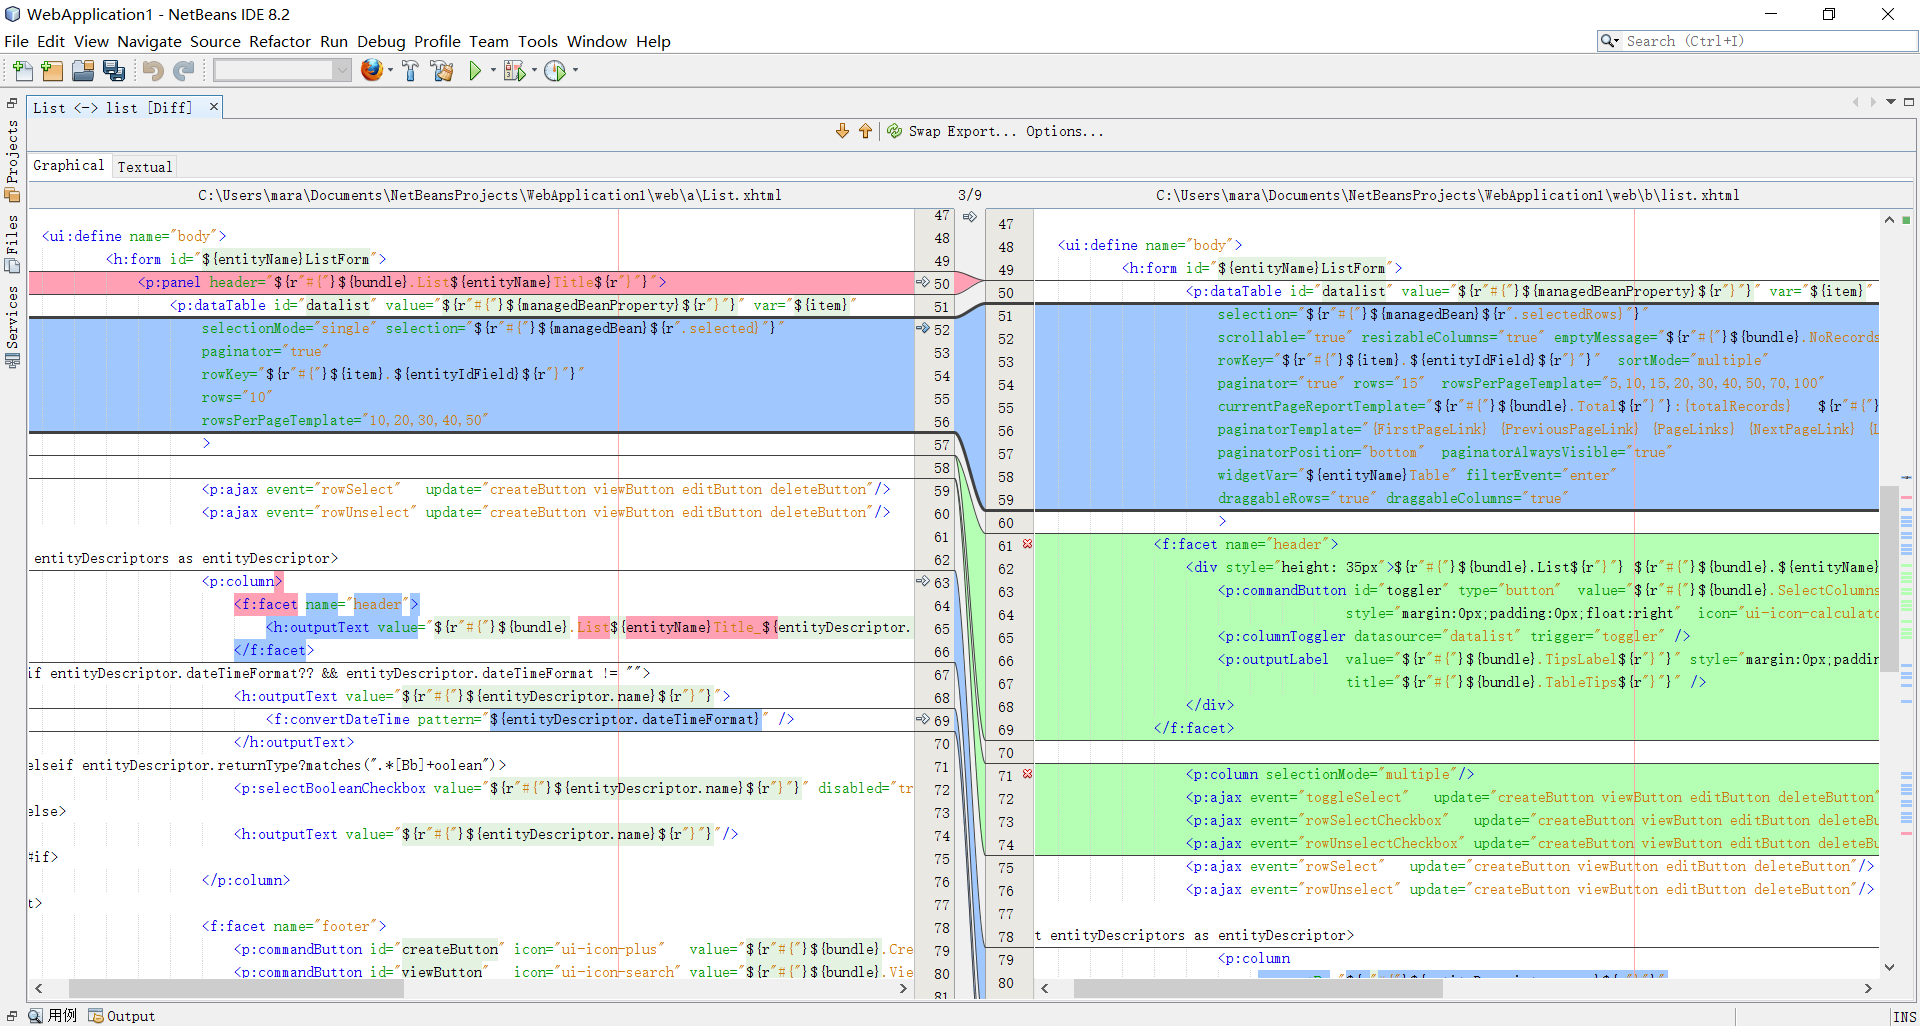 WebApplication1 - NetBeans IDE 8.2
File Edit View Navigate Source Refactor Run Debug Profile Team Tools Window Help
Search (Ctrl+I)
List <-> list [Diff]
Swap Export... Options...
Projects
Files
Services
Graphical Textual
C:\Users\mara\Documents\NetBeansProjects\WebApplication1\web\a\List.xhtml
3/9
C:\Users\mara\Documents\NetBeansProjects\WebApplication1\web\b\list.xhtml
47
<ui:define name="body"> 48
<h:form id="${entityName}ListForm"> 49
<p:panel header="${r"#{"}${bundle}.List${entityName}Title${r"}"}"> 50
<p:dataTable id="datalist" value="${r"#{"}${managedBeanProperty}${r"}"}" var="${item}" 51
selectionMode="single" selection="${r"#{"}${managedBean}${r".selected}"}" 52
paginator="true" 53
rowKey="${r"#{"}${item}.${entityIdField}${r"}"}" 54
rows="10" 55
rowsPerPageTemplate="10,20,30,40,50" 56
> 57
58
<p:ajax event="rowSelect" update="createButton viewButton editButton deleteButton"/> 59
<p:ajax event="rowUnselect" update="createButton viewButton editButton deleteButton"/> 60
61
entityDescriptors as entityDescriptor> 62
<p:column> 63
<f:facet name="header"> 64
<h:outputText value="${r"#{"}${bundle}.List${entityName}Title_${entityDescriptor. 65
</f:facet> 66
if entityDescriptor.dateTimeFormat?? && entityDescriptor.dateTimeFormat != ""> 67
<h:outputText value="${r"#{"}${entityDescriptor.name}${r"}"}"> 68
<f:convertDateTime pattern="${entityDescriptor.dateTimeFormat}" /> 69
</h:outputText> 70
elseif entityDescriptor.returnType?matches(".*[Bb]+oolean")> 71
<p:selectBooleanCheckbox value="${r"#{"}${entityDescriptor.name}${r"}"}" disabled="tr 72
else> 73
<h:outputText value="${r"#{"}${entityDescriptor.name}${r"}"}"/> 74
#if> 75
</p:column> 76
t> 77
<f:facet name="footer"> 78
<p:commandButton id="createButton" icon="ui-icon-plus" value="${r"#{"}${bundle}.Cre 79
<p:commandButton id="viewButton" icon="ui-icon-search" value="${r"#{"}${bundle}.Vie 80
81
47
48 <ui:define name="body">
49 <h:form id="${entityName}ListForm">
50 <p:dataTable id="datalist" value="${r"#{"}${managedBeanProperty}${r"}"}" var="${item}"
51 selection="${r"#{"}${managedBean}${r".selectedRows}"}"
52 scrollable="true" resizableColumns="true" emptyMessage="${r"#{"}${bundle}.NoRecords
53 rowKey="${r"#{"}${item}.${entityIdField}${r"}"}" sortMode="multiple"
54 paginator="true" rows="15" rowsPerPageTemplate="5,10,15,20,30,40,50,70,100"
55 currentPageReportTemplate="${r"#{"}${bundle}.Total${r"}"}:{totalRecords} ${r"#{"}
56 paginatorTemplate="{FirstPageLink} {PreviousPageLink} {PageLinks} {NextPageLink} {L
57 paginatorPosition="bottom" paginatorAlwaysVisible="true"
58 widgetVar="${entityName}Table" filterEvent="enter"
59 draggableRows="true" draggableColumns="true"
60 >
61 <f:facet name="header">
62 <div style="height: 35px">${r"#{"}${bundle}.List${r"}"} ${r"#{"}${bundle}.${entityName}
63 <p:commandButton id="toggler" type="button" value="${r"#{"}${bundle}.SelectColumns
64 style="margin:0px;padding:0px;float:right" icon="ui-icon-calculato
65 <p:columnToggler datasource="datalist" trigger="toggler" />
66 <p:outputLabel value="${r"#{"}${bundle}.TipsLabel${r"}"}" style="margin:0px;paddin
67 title="${r"#{"}${bundle}.TableTips${r"}"}" />
68 </div>
69 </f:facet>
70
71 <p:column selectionMode="multiple"/>
72 <p:ajax event="toggleSelect" update="createButton viewButton editButton deleteButton"
73 <p:ajax event="rowSelectCheckbox" update="createButton viewButton editButton deleteBu
74 <p:ajax event="rowUnselectCheckbox" update="createButton viewButton editButton deleteBu
75 <p:ajax event="rowSelect" update="createButton viewButton editButton deleteButton"/>
76 <p:ajax event="rowUnselect" update="createButton viewButton editButton deleteButton"/>
77
78 t entityDescriptors as entityDescriptor>
79 <p:column
80
用例 Output
INS